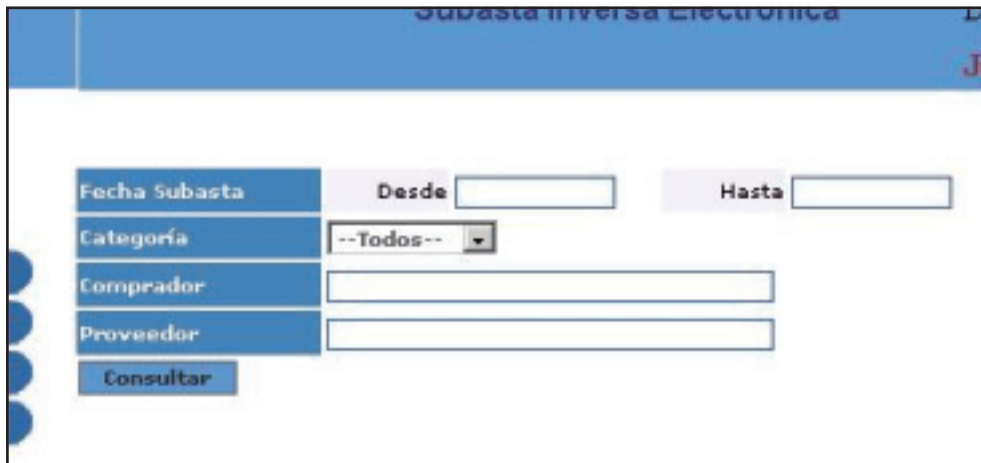 Subasta Inversa Electrónica
Fecha Subasta Desde Hasta
Categoría --Todos--
Comprador
Proveedor
Consultar